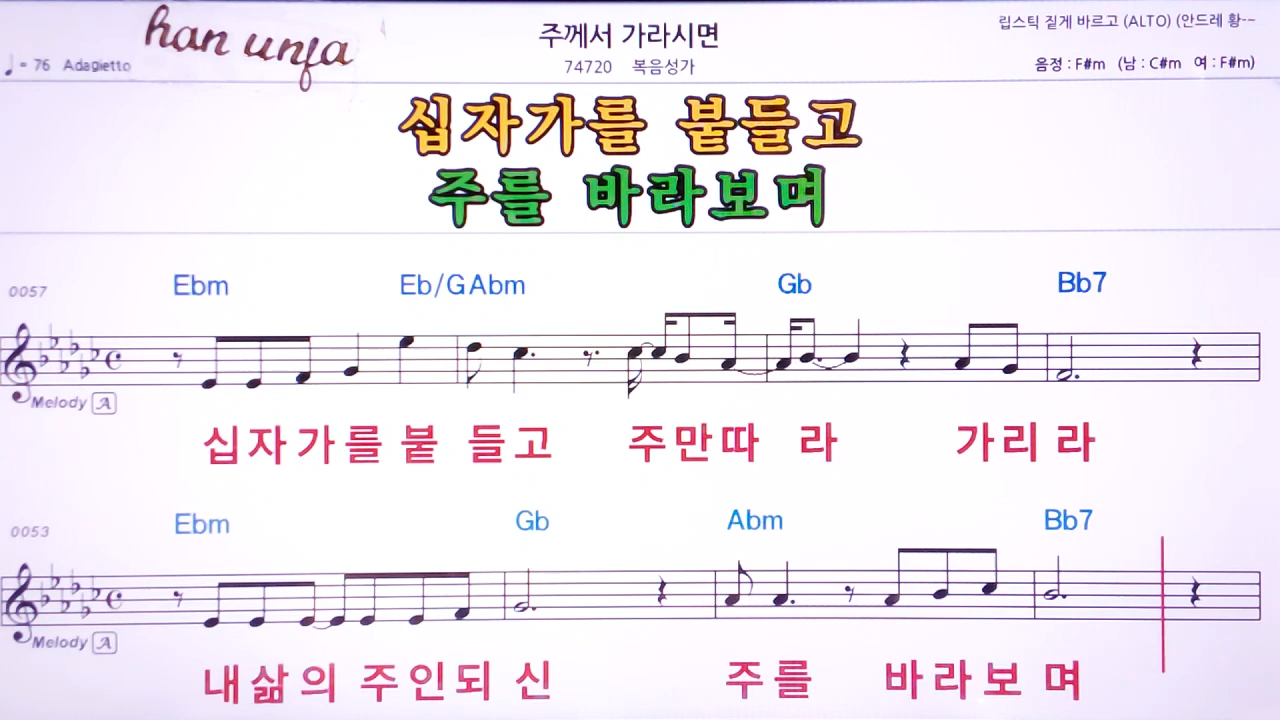 han unfa
주께서 가라시면
립스틱 짙게 바르고 (ALTO) (안드레 황~~
♩= 76 Adagietto
74720 복음성가
음정 : F#m (남 : C#m 여 : F#m)
십자가를 붙들고
주를 바라보며
0057 Ebm Eb/G Abm Gb Bb7
Melody A
십자가를 붙 들고 주만따 라 가리 라
0053 Ebm Gb Abm Bb7
Melody A
내삶의 주인되 신 주를 바라보 며